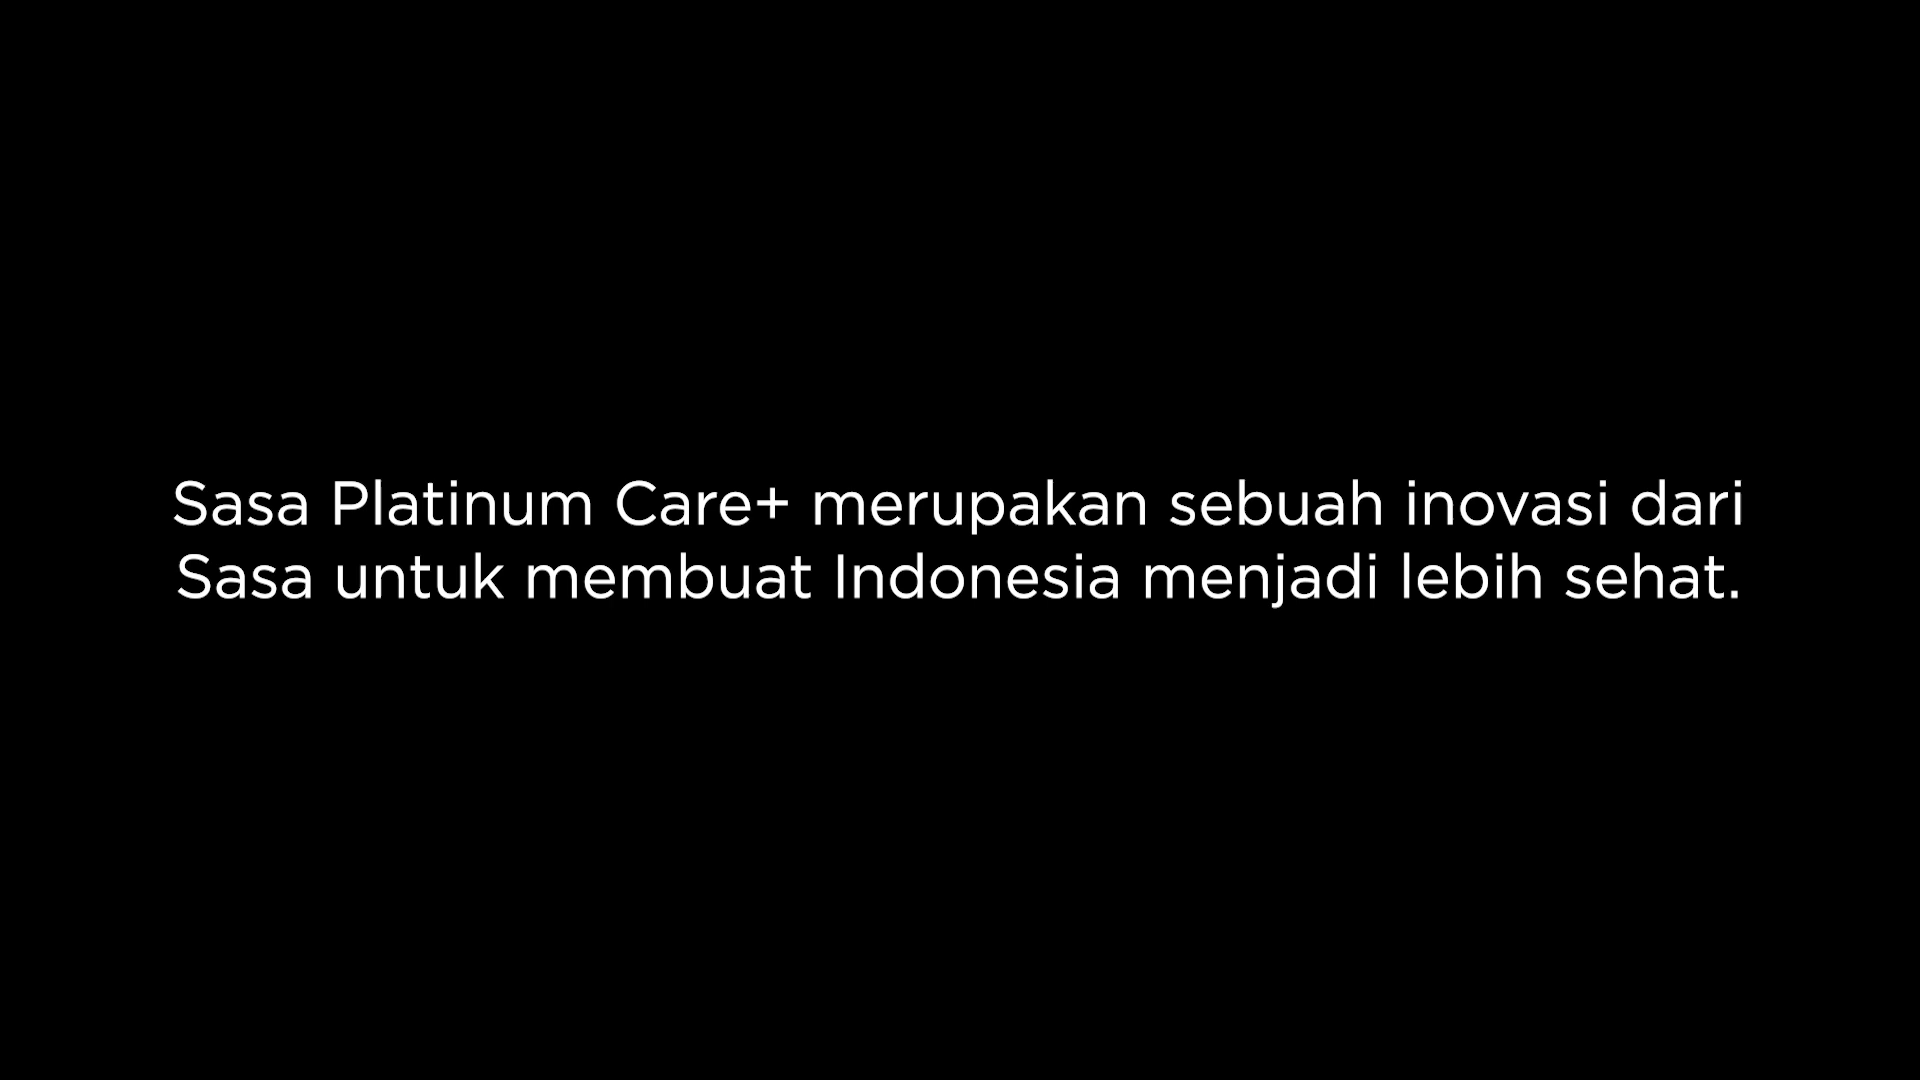 Sasa Platinum Care+ merupakan sebuah inovasi dari
Sasa untuk membuat Indonesia menjadi lebih sehat.